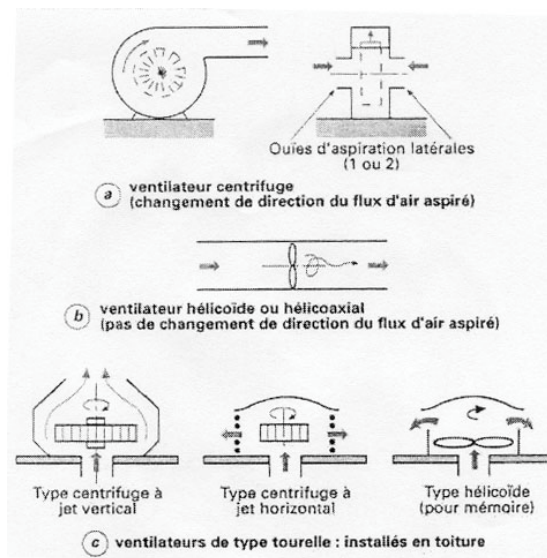 Ouïes d'aspiration latérales
(1 ou 2)
a ventilateur centrifuge
(changement de direction du flux d'air aspiré)
b ventilateur hélicoïde ou hélicoaxial
(pas de changement de direction du flux d'air aspiré)
Type centrifuge à
jet vertical
Type centrifuge à
jet horizontal
Type hélicoïde
(pour mémoire)
c ventilateurs de type tourelle : installés en toiture